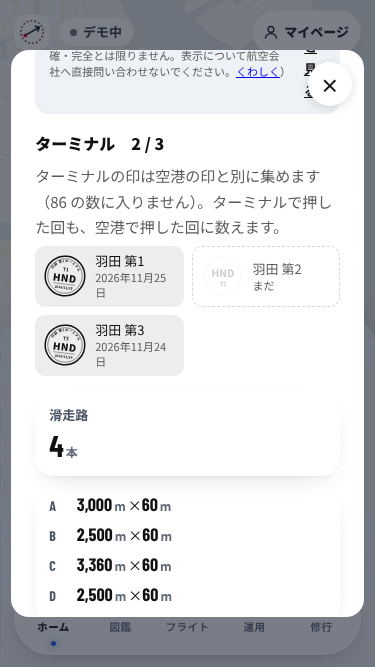 デモ中
マイページ
確・完全とは限りません。表示について航空会
社へ直接問い合わせないでください。くわしく）
ターミナル 2 / 3
ターミナルの印は空港の印と別に集めます
（86 の数に入りません）。ターミナルで押し
た回も、空港で押した回に数えます。
T1
HND
羽田 第1
2026年11月25
日
HND
T2
羽田 第2
まだ
T3
HND
羽田 第3
2026年11月24
日
滑走路
4本
A 3,000 m ×60 m
B 2,500 m ×60 m
C 3,360 m ×60 m
D 2,500 m ×60 m
ホーム
図鑑
フライト
運用
修行